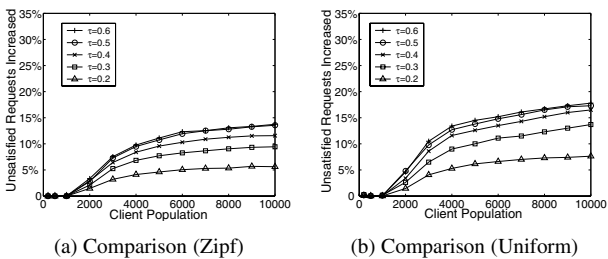 Unsatisfied Requests Increased
35%
30%
25%
20%
15%
10%
5%
0
τ=0.6
τ=0.5
τ=0.4
τ=0.3
τ=0.2
0 2000 4000 6000 8000 10000
Client Population
(a) Comparison (Zipf)
Unsatisfied Requests Increased
35%
30%
25%
20%
15%
10%
5%
0
τ=0.6
τ=0.5
τ=0.4
τ=0.3
τ=0.2
0 2000 4000 6000 8000 10000
Client Population
(b) Comparison (Uniform)